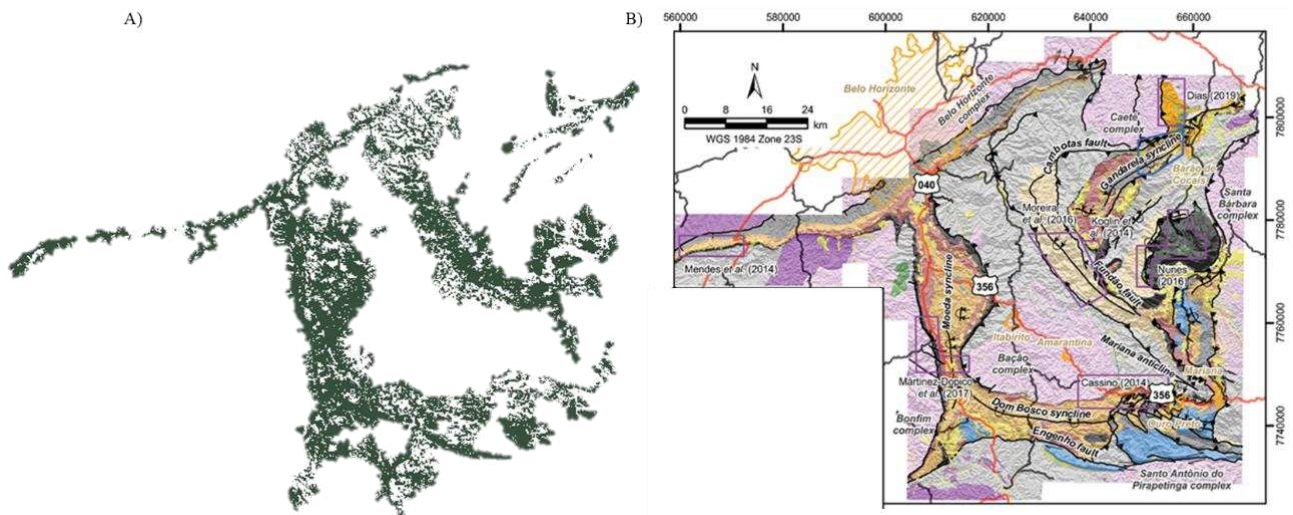 A)
B)
560000
580000
600000
620000
640000
660000
N
0 8 16 24
km
WGS 1984 Zone 23S
Belo Horizonte
Belo Horizonte
complex
Dias (2019)
Caeté
complex
Cambotas fault
Gandarela syncline
Barão de
Cocais
Santa
Bárbara
complex
040
Moreira
et al. (2016)
Koglin et
al. (2014)
Mendes et al. (2014)
Moeda syncline
356
Fundão fault
Nunes
(2016)
Itabirito
Amarantina
Bação
complex
Mariana anticline
Mariana
Martínez-Dopico
et al. (2017)
Cassino (2014)
356
Dom Bosco syncline
Bonfim
complex
Engenho fault
Ouro Preto
Santo Antônio do
Pirapetinga complex
7800000
7780000
7760000
7740000